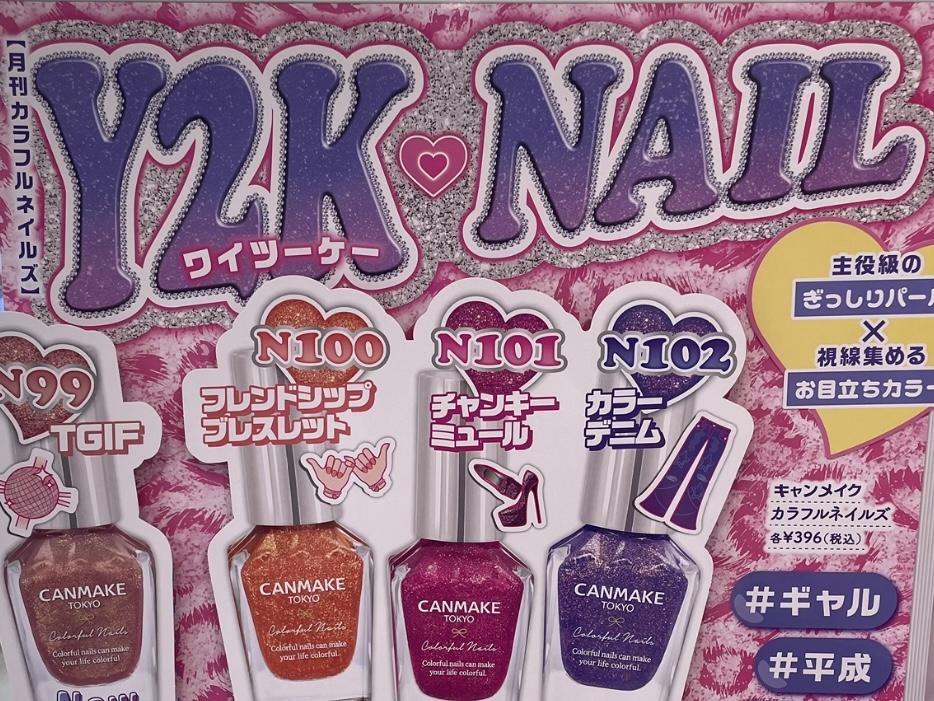 【月刊カラフルネイルズ】
Y2K NAIL
ワイツーケー
主役級の
ぎっしりパール
×
視線集める
お目立ちカラー
N99
TGIF
N100
フレンドシップ
ブレスレット
N101
チャンキー
ミュール
N102
カラー
デニム
キャンメイク
カラフルネイルズ
各¥396(税込)
#ギャル
#平成
CANMAKE
TOKYO
Colorful Nails
Colorful nails can make
your life colorful.
CANMAKE
TOKYO
Colorful Nails
Colorful nails can make
your life colorful.
CANMAKE
TOKYO
Colorful Nails
Colorful nails can make
your life colorful.
CANMAKE
TOKYO
Colorful Nails
Colorful nails can make
your life colorful.
New